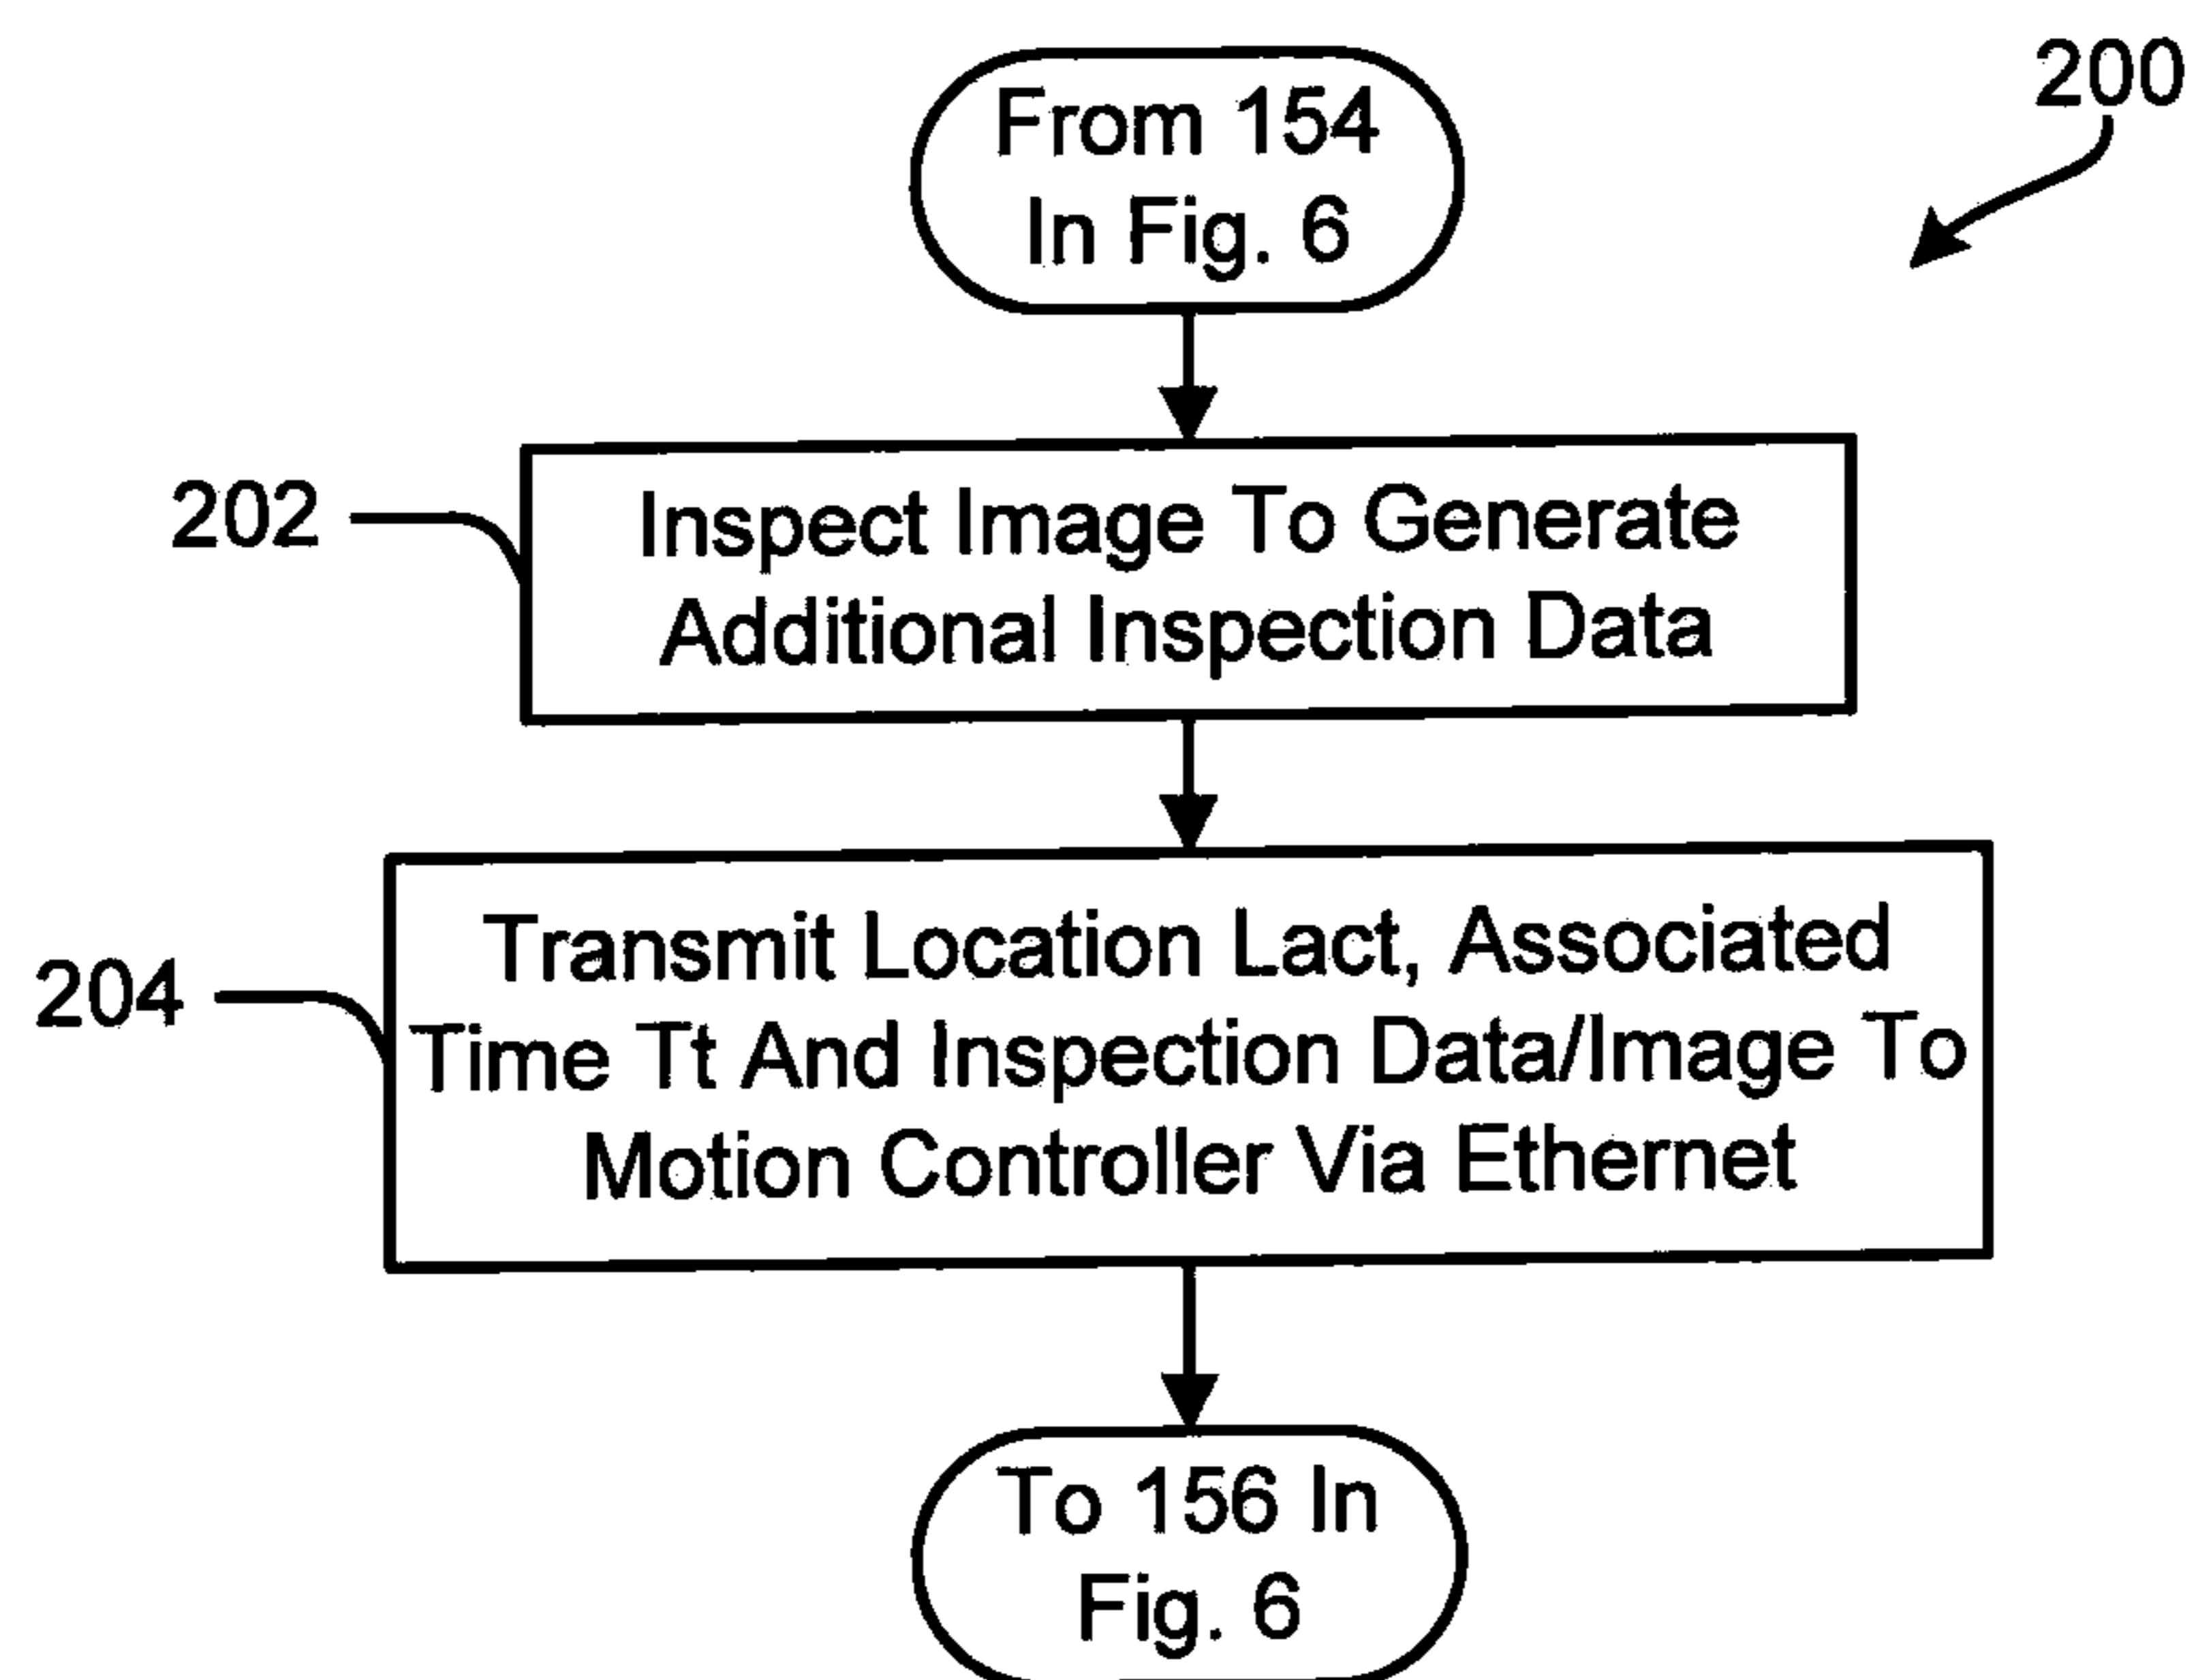 From 154
In Fig. 6
200
202
Inspect Image To Generate
Additional Inspection Data
204
Transmit Location Lact, Associated
Time Tt And Inspection Data/Image To
Motion Controller Via Ethernet
To 156 In
Fig. 6